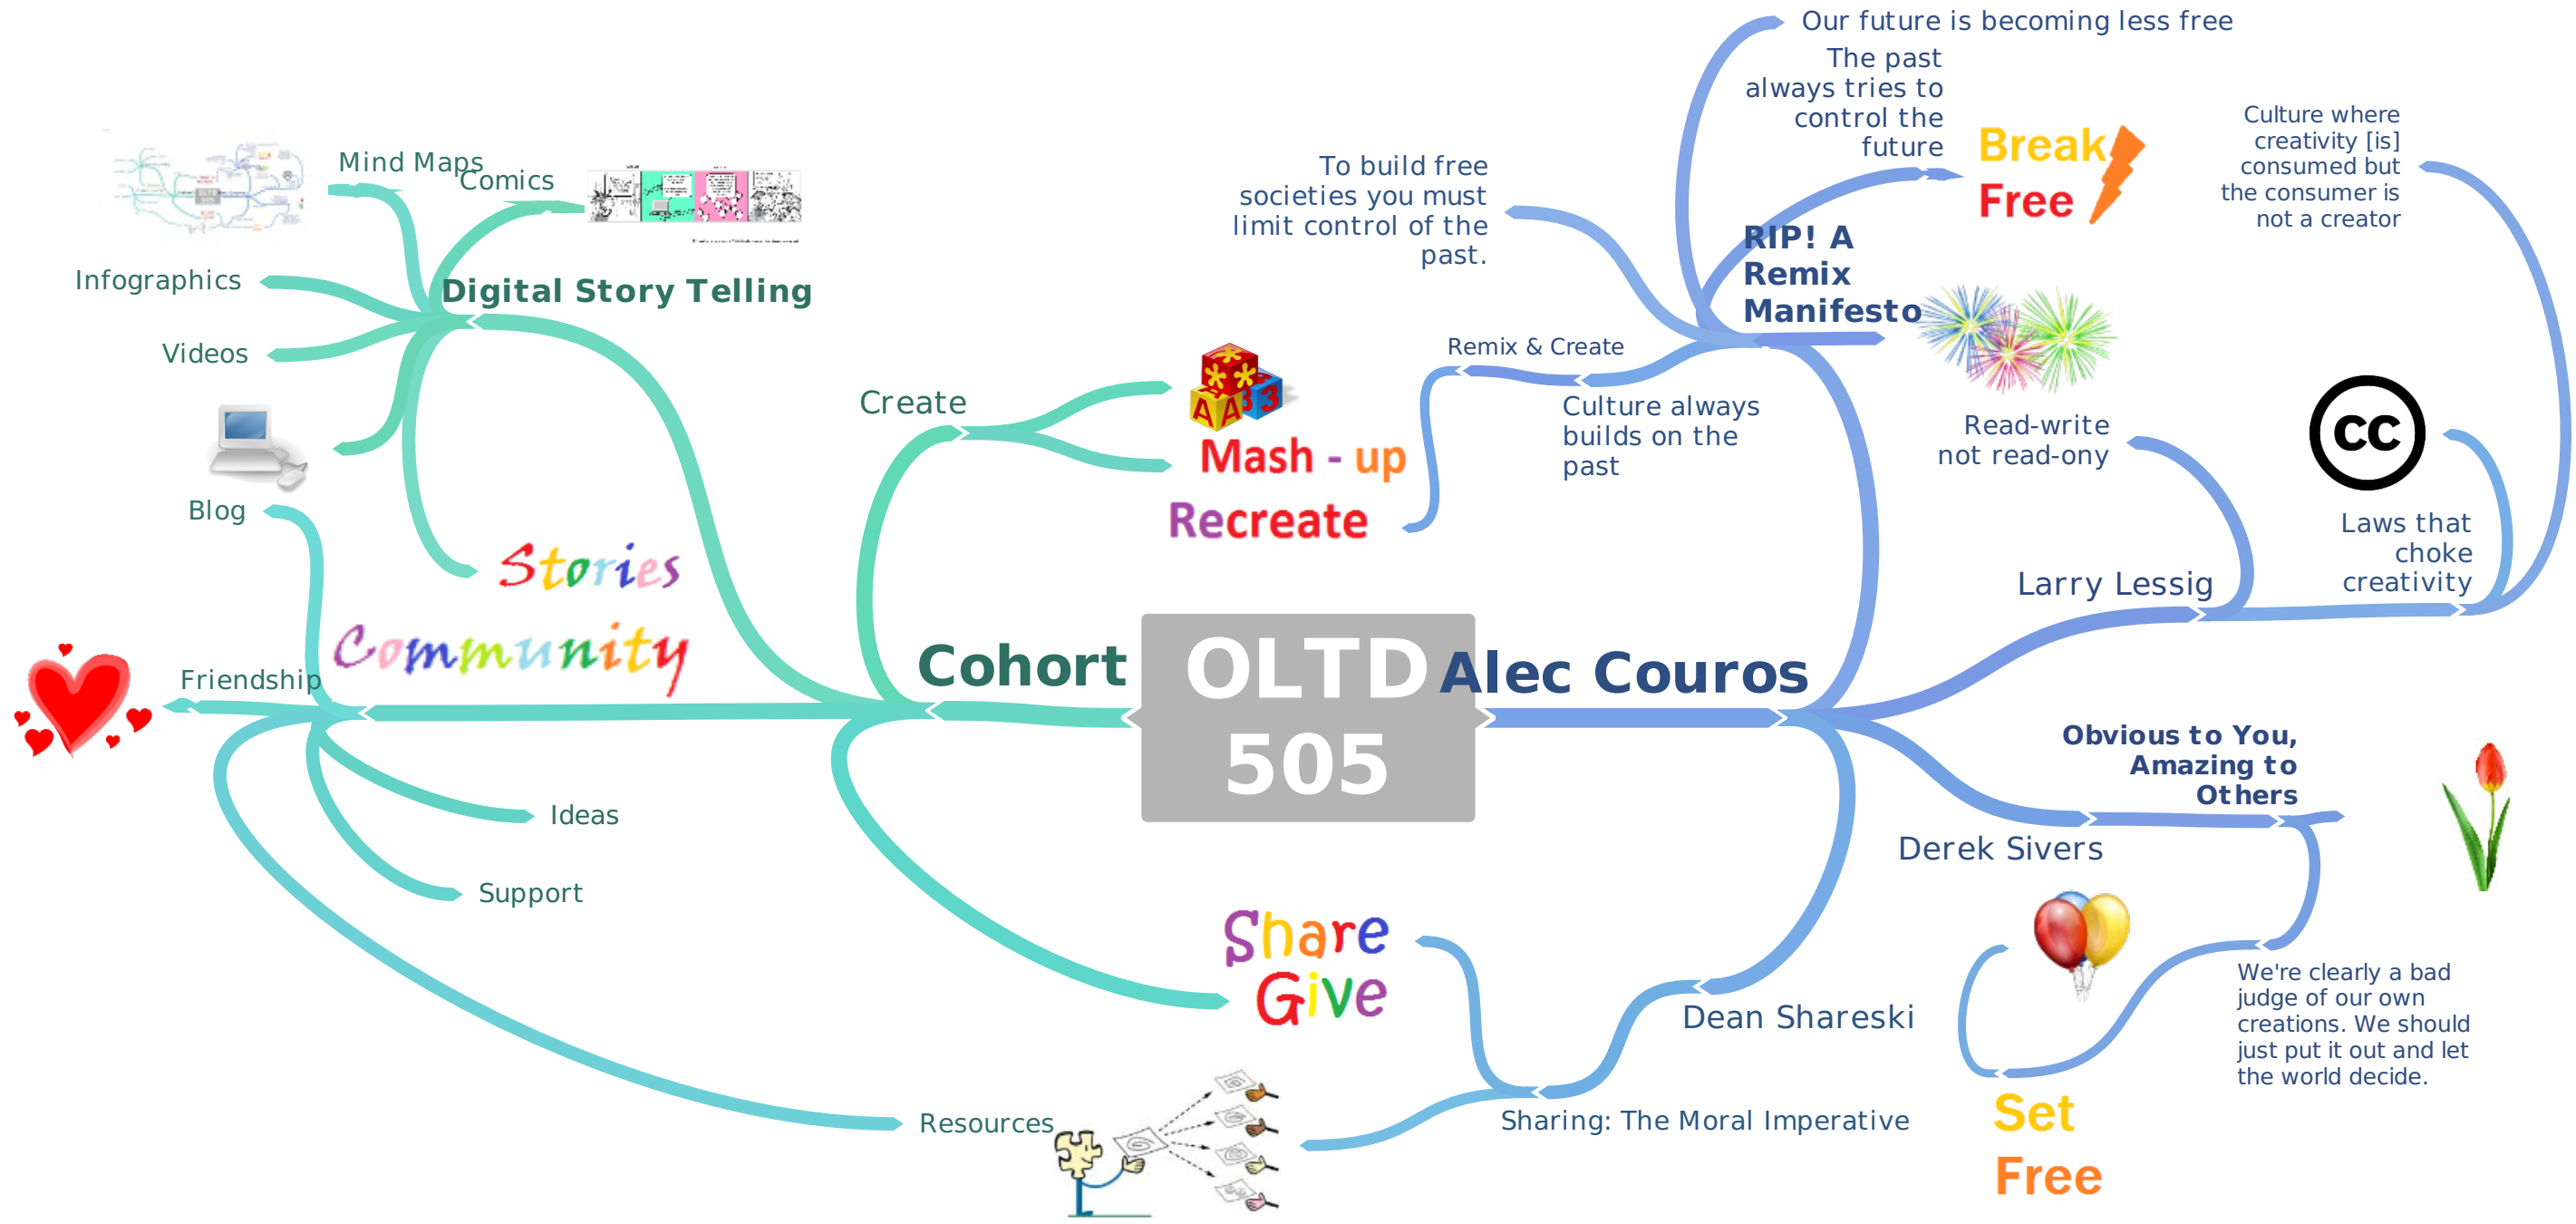 OLTD
505
Cohort
Create
Mash - up
Recreate
Digital Story Telling
Comics
Mind Maps
Infographics
Videos
Stories
Community
Blog
Friendship
Ideas
Support
Resources
Share
Give
Alec Couros
RIP! A
Remix
Manifesto
Our future is becoming less free
The past
always tries to
control the
future
Break
Free
To build free
societies you must
limit control of the
past.
Culture always
builds on the
past
Remix & Create
Larry Lessig
Read-write
not read-ony
Laws that
choke
creativity
cc
Culture where
creativity [is]
consumed but
the consumer is
not a creator
Derek Sivers
Obvious to You,
Amazing to
Others
We're clearly a bad
judge of our own
creations. We should
just put it out and let
the world decide.
Set
Free
Dean Shareski
Sharing: The Moral Imperative